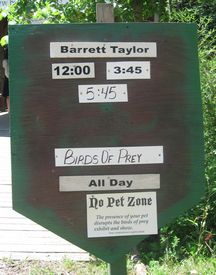 Barrett Taylor
12:00 3:45
5:45
BIRDS OF PREY
All Day
No Pet Zone
The presence of your pet
disrupts the birds of prey
exhibit and show.